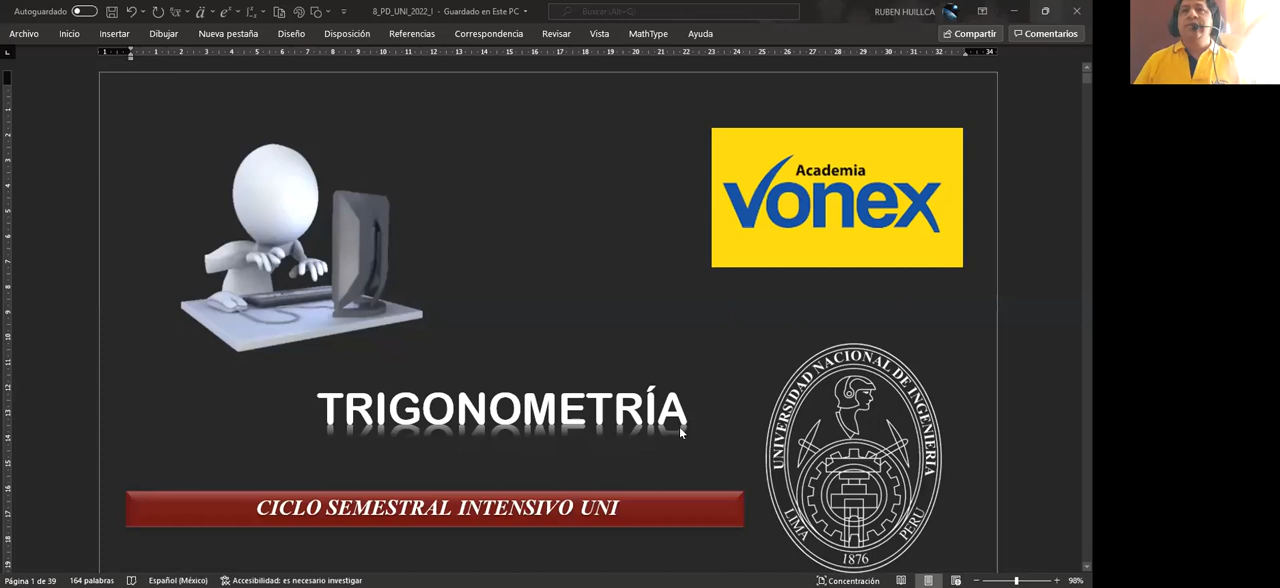 Autoguardado
8_PD_UNI_2022_I - Guardado en Este PC
Buscar (Alt+Q)
RUBEN HUILLCA
Archivo Inicio Insertar Dibujar Nueva pestaña Diseño Disposición Referencias Correspondencia Revisar Vista MathType Ayuda
Compartir Comentarios
Academia
Vonex
TRIGONOMETRÍA
CICLO SEMESTRAL INTENSIVO UNI
UNIVERSIDAD NACIONAL DE INGENIERIA
LIMA PERU
1876
Página 1 de 39 164 palabras Español (México) Accesibilidad: es necesario investigar Concentración 98%